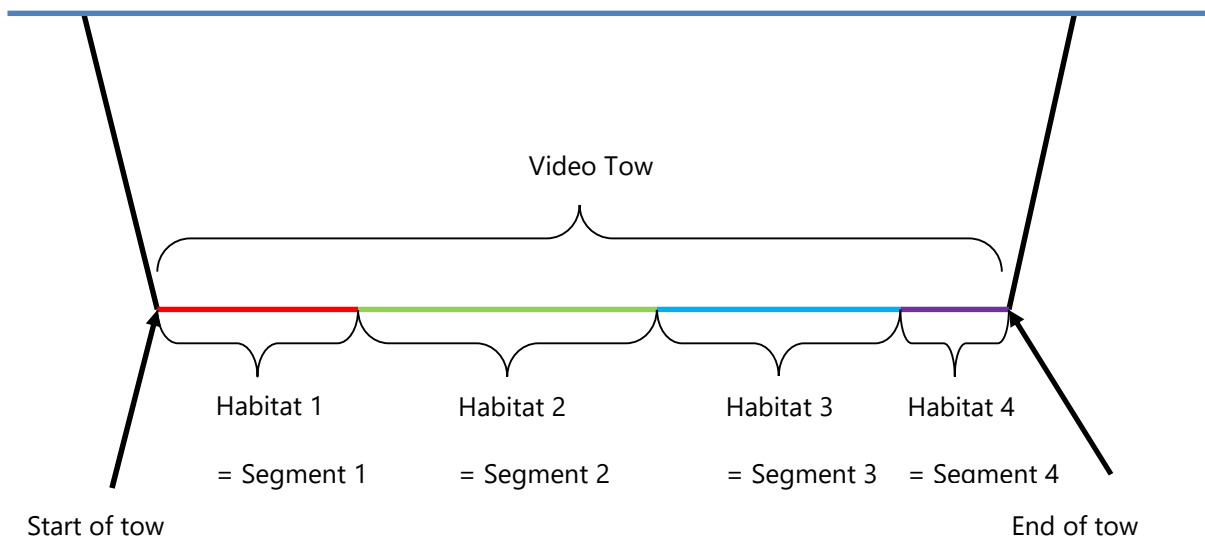 Video Tow
Habitat 1
Habitat 2
Habitat 3
Habitat 4
= Segment 1
= Segment 2
= Segment 3
= Segment 4
Start of tow
End of tow